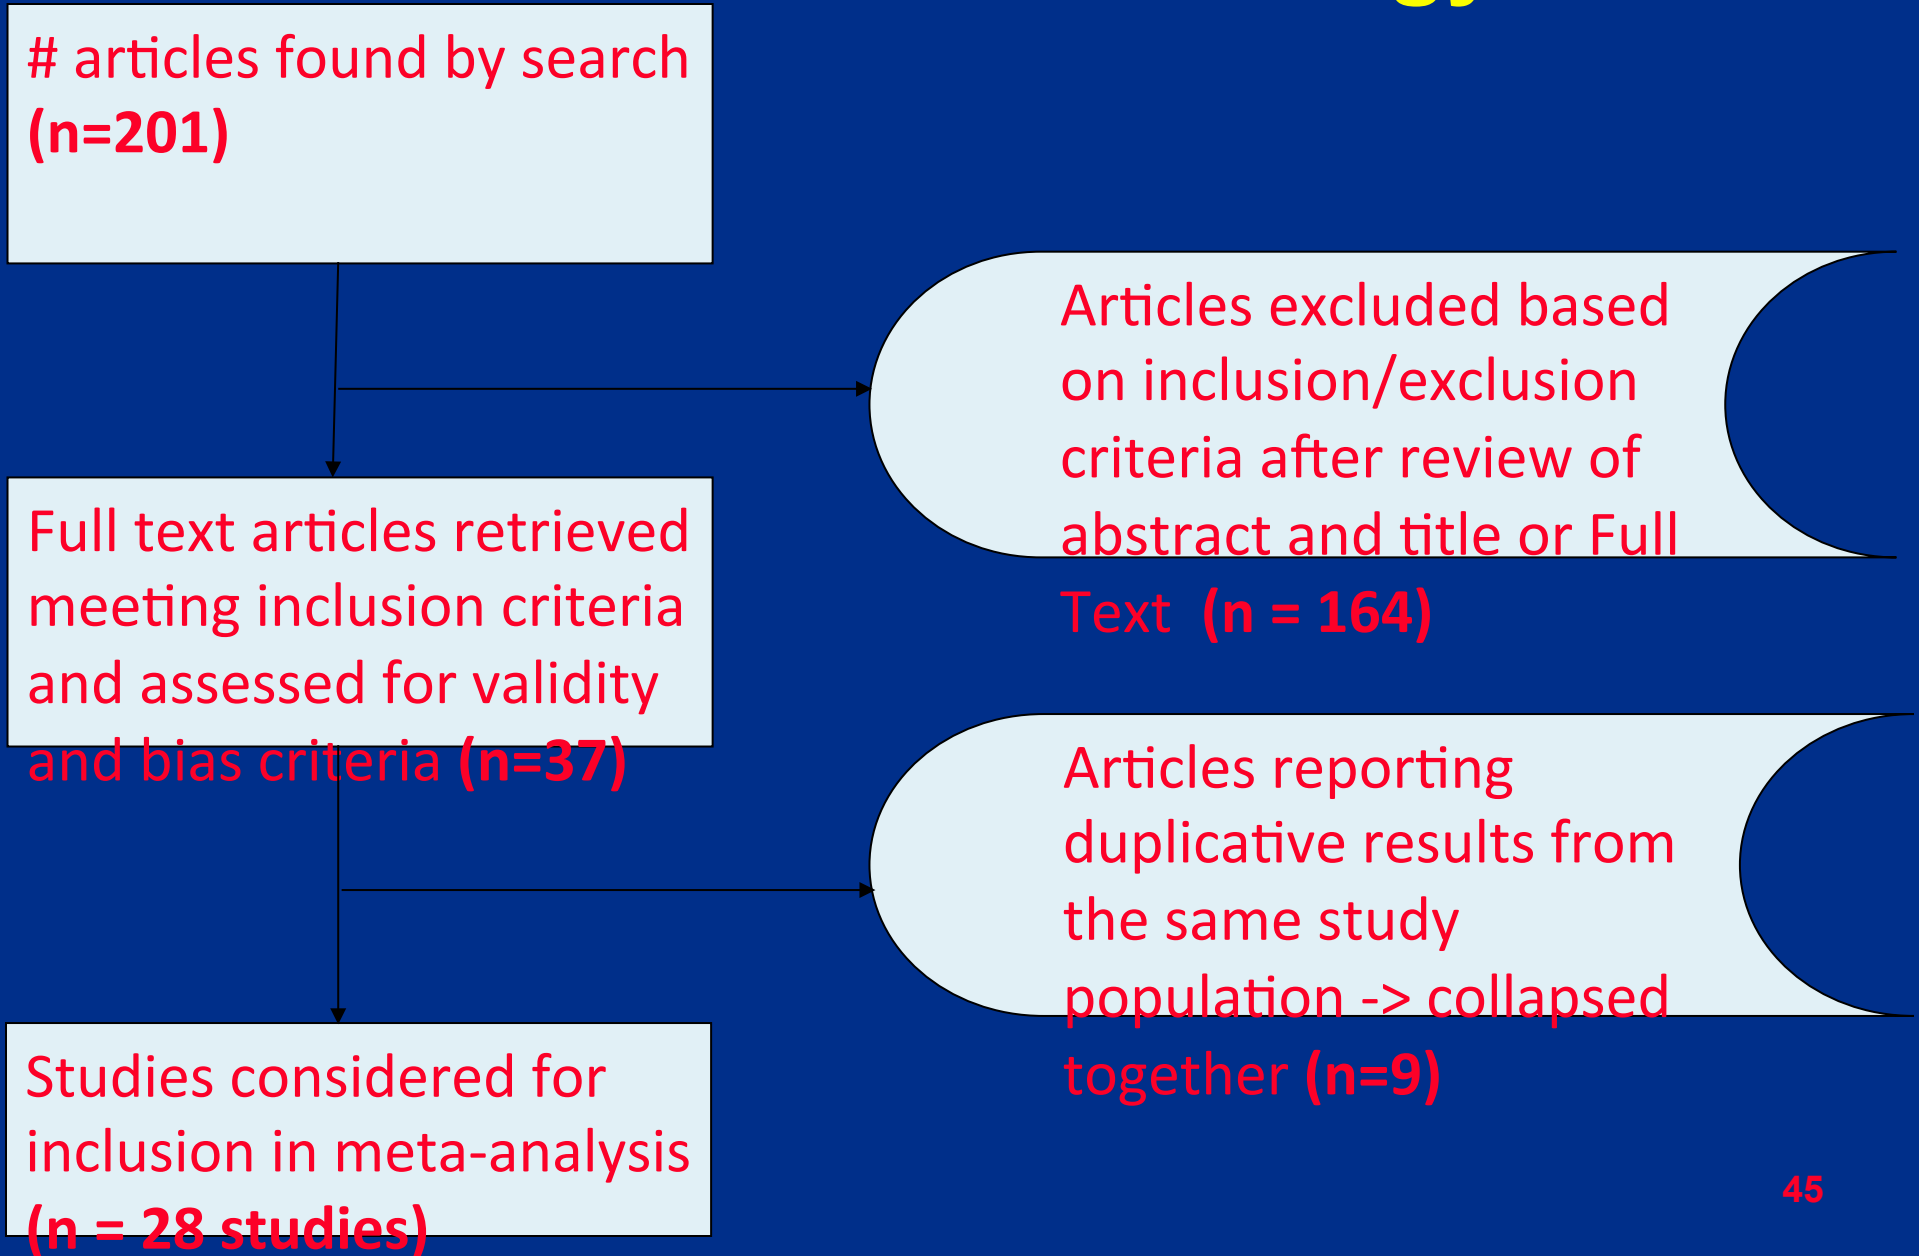 # articles found by search
(n=201)
Articles excluded based
on inclusion/exclusion
criteria after review of
abstract and title or Full
Text (n = 164)
Full text articles retrieved
meeting inclusion criteria
and assessed for validity
and bias criteria (n=37)
Articles reporting
duplicative results from
the same study
population -> collapsed
together (n=9)
Studies considered for
inclusion in meta-analysis
(n = 28 studies)
45